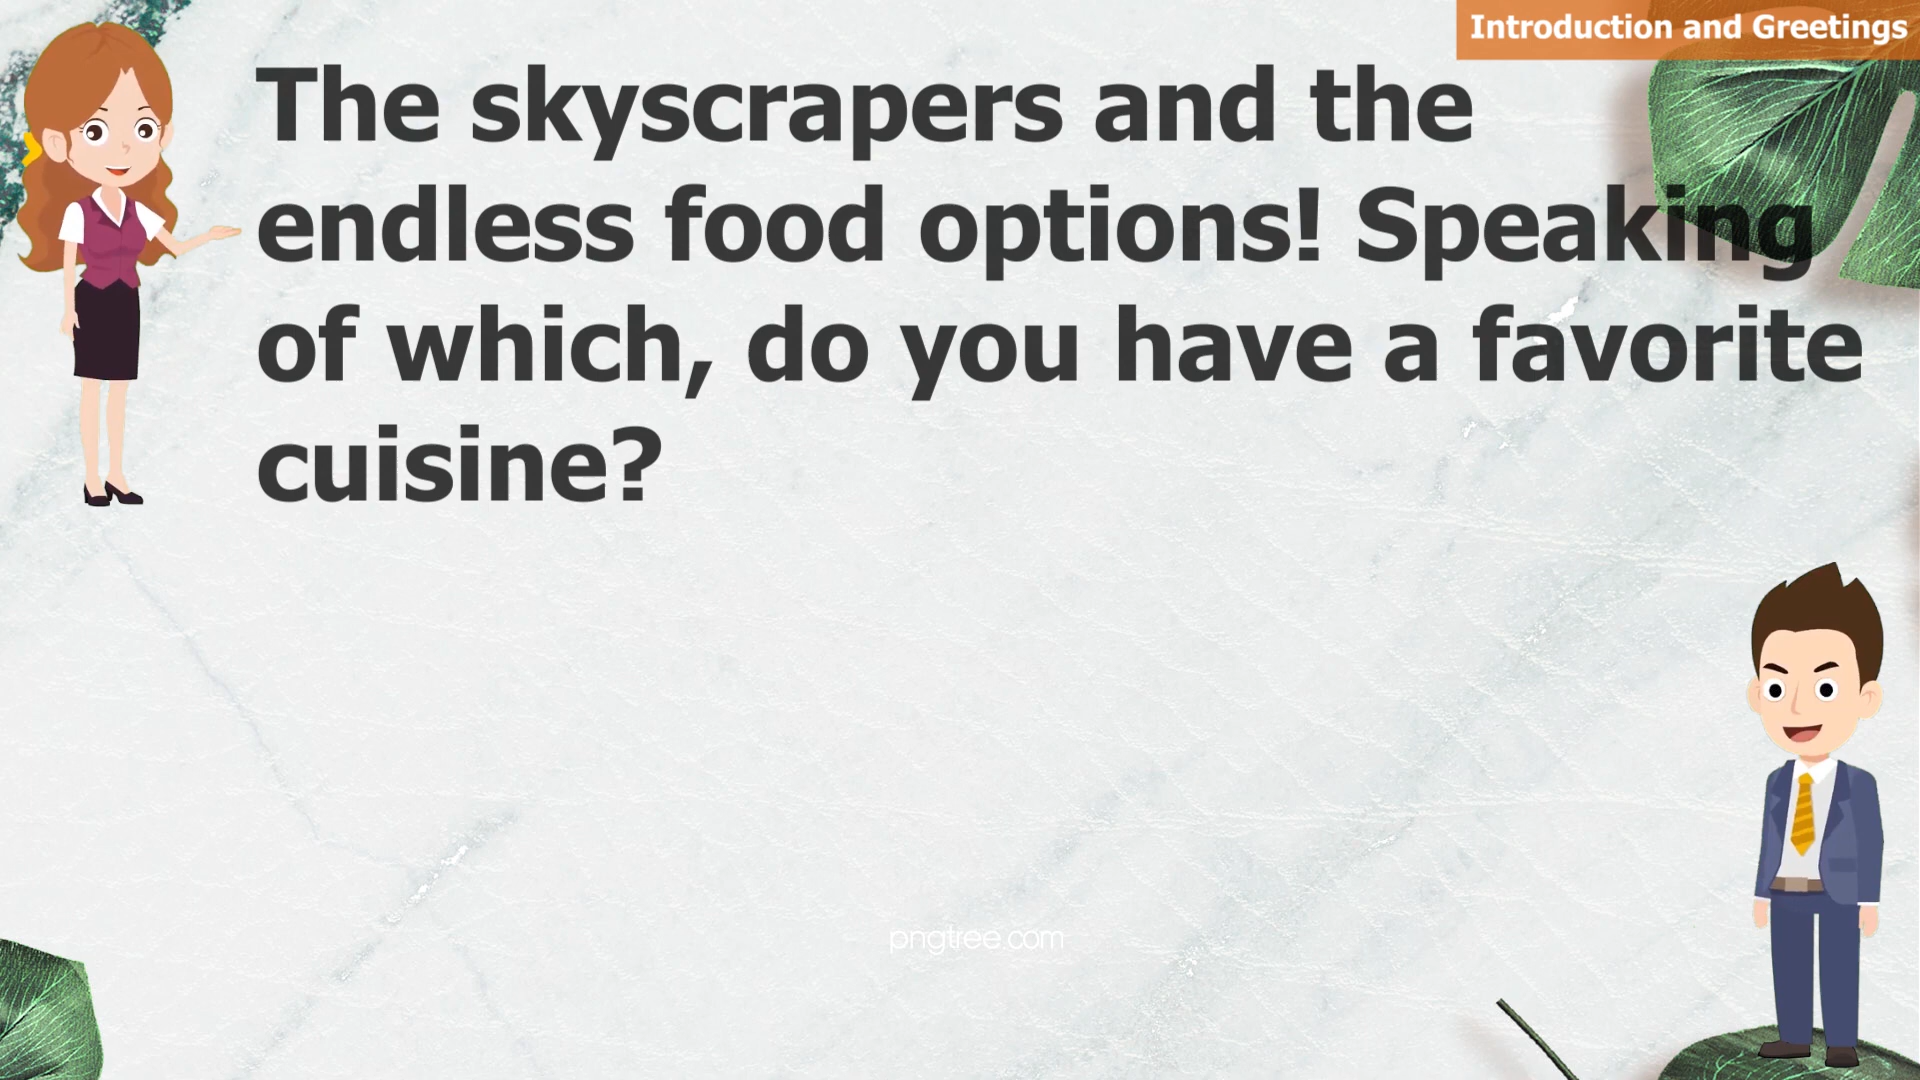 Introduction and Greetings
The skyscrapers and the
endless food options! Speaking
of which, do you have a favorite
cuisine?
pngtree.com